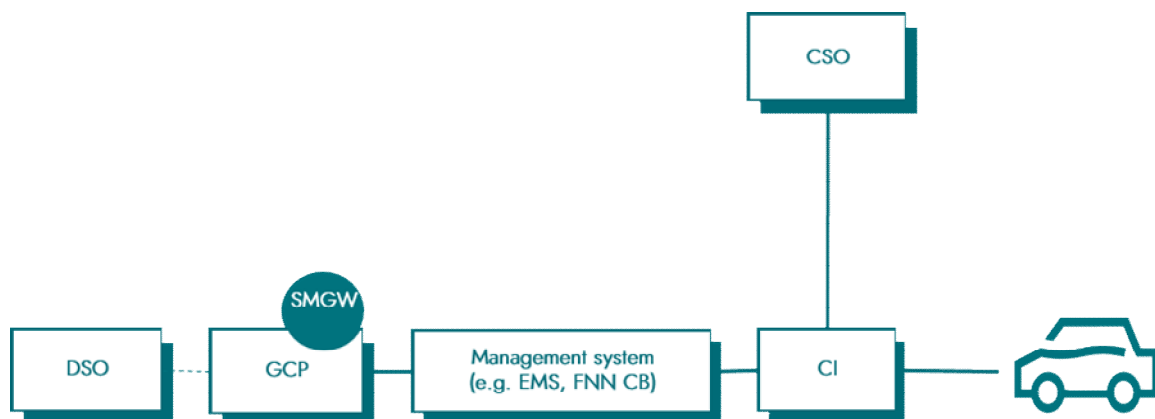 CSO
SMGW
DSO
GCP
Management system
(e.g. EMS, FNN CB)
CI